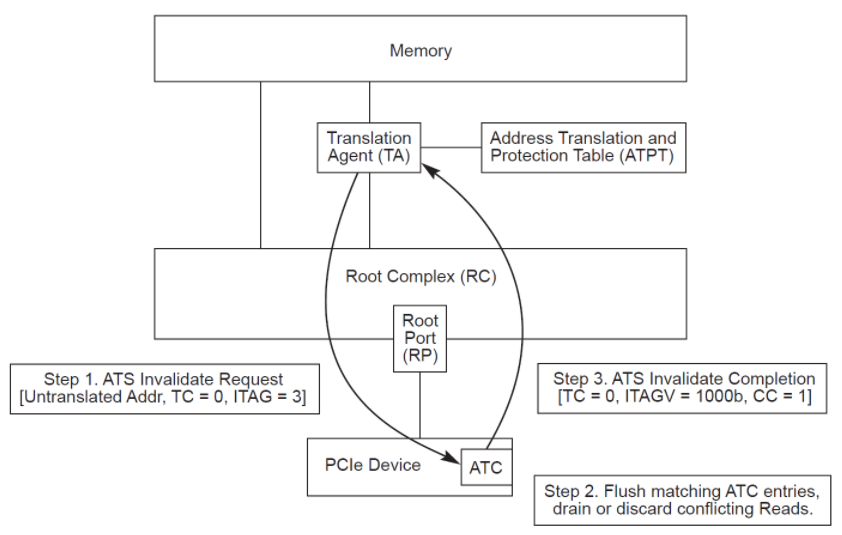 Memory
Translation
Agent (TA)
Address Translation and
Protection Table (ATPT)
Root Complex (RC)
Root
Port
(RP)
Step 1. ATS Invalidate Request
[Untranslated Addr, TC = 0, ITAG = 3]
Step 3. ATS Invalidate Completion
[TC = 0, ITAGV = 1000b, CC = 1]
PCIe Device
ATC
Step 2. Flush matching ATC entries,
drain or discard conflicting Reads.